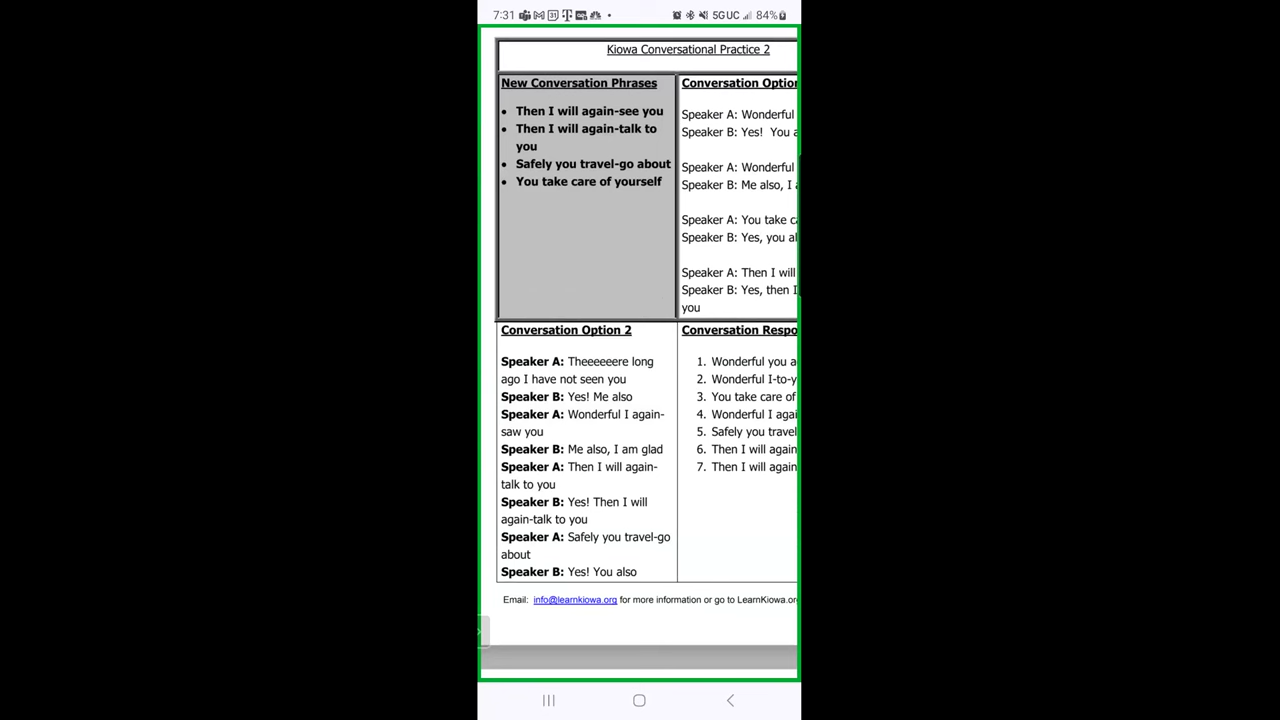 7:31
31
5G UC
84%
Kiowa Conversational Practice 2
New Conversation Phrases
• Then I will again-see you
• Then I will again-talk to
you
• Safely you travel-go about
• You take care of yourself
Conversation Option
Speaker A: Wonderful
Speaker B: Yes! You a
Speaker A: Wonderful
Speaker B: Me also, I a
Speaker A: You take ca
Speaker B: Yes, you al
Speaker A: Then I will
Speaker B: Yes, then I
you
Conversation Option 2
Speaker A: Theeeeeere long
ago I have not seen you
Speaker B: Yes! Me also
Speaker A: Wonderful I again-
saw you
Speaker B: Me also, I am glad
Speaker A: Then I will again-
talk to you
Speaker B: Yes! Then I will
again-talk to you
Speaker A: Safely you travel-go
about
Speaker B: Yes! You also
Conversation Respo
1. Wonderful you a
2. Wonderful I-to-y
3. You take care of
4. Wonderful I agai
5. Safely you travel
6. Then I will again
7. Then I will again
Email: info@learnkiowa.org for more information or go to LearnKiowa.or